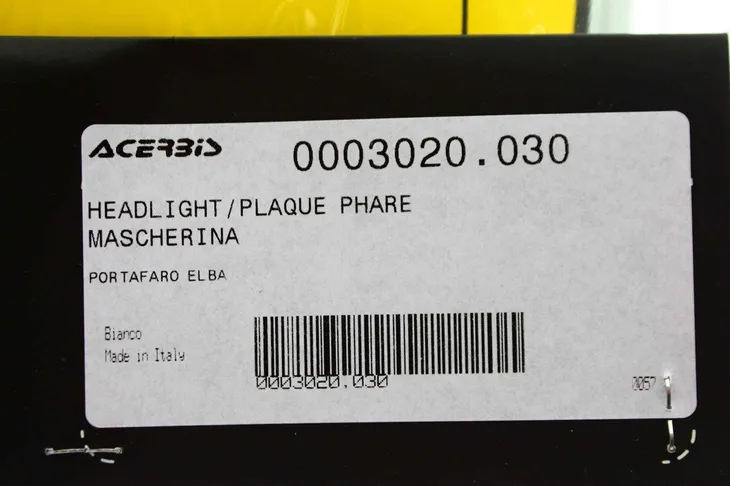 ACERBIS 0003020.030
HEADLIGHT/PLAQUE PHARE
MASCHERINA
PORTAFARO ELBA
Bianco
Made in Italy
0003020.030
0057